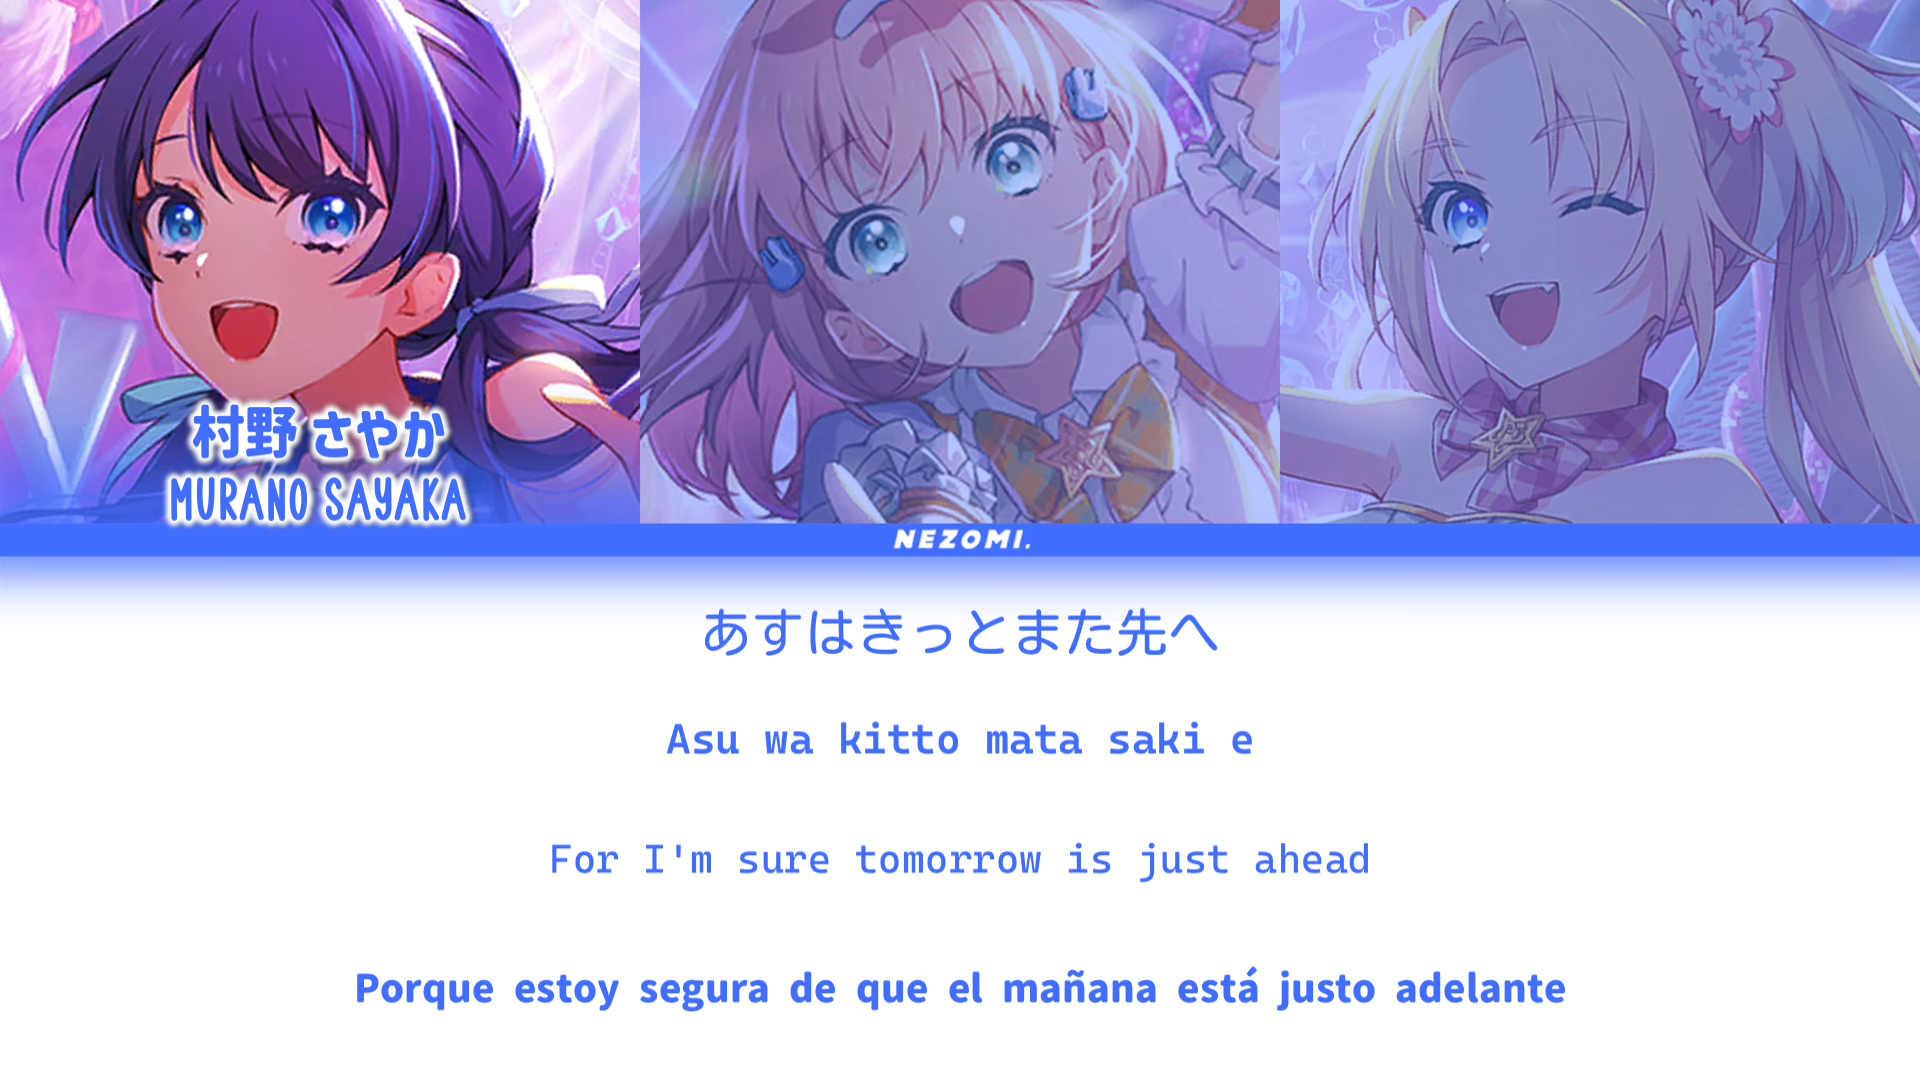 村野 さやか
MURANO SAYAKA
NEZOMI.
あすはきっとまた先へ
Asu wa kitto mata saki e
For I'm sure tomorrow is just ahead
Porque estoy segura de que el mañana está justo adelante